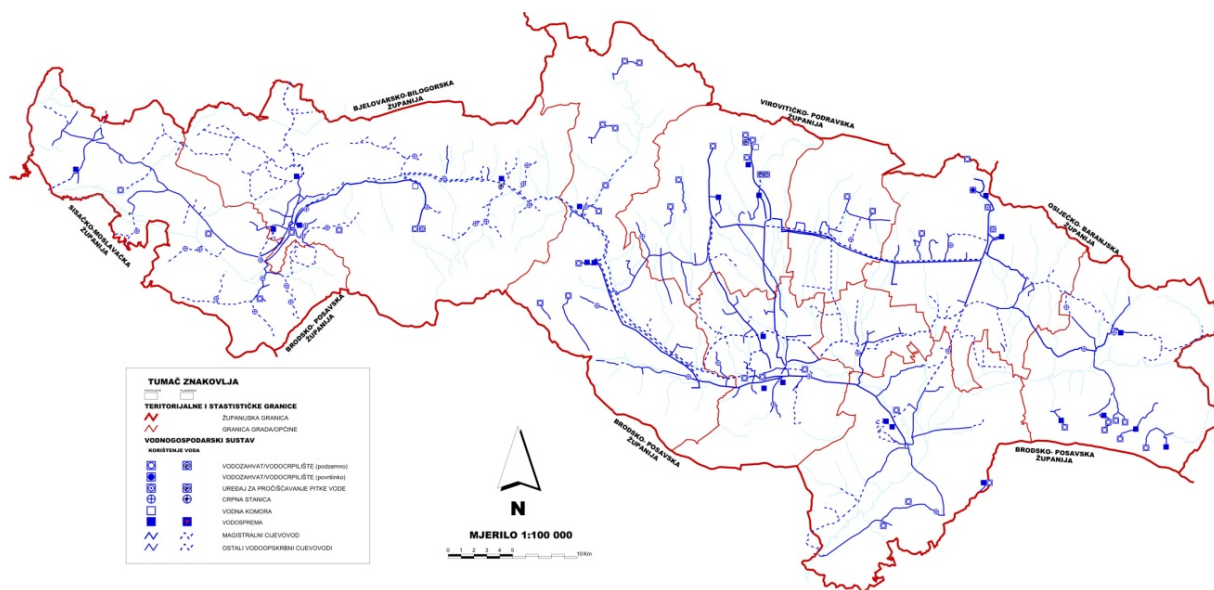 BJELOVARSKO-BILOGORSKA
ŽUPANIJA
VIROVITIČKO- PODRAVSKA
ŽUPANIJA
OSIJEČKO- BARANJSKA
ŽUPANIJA
SISAČKO-MOSLAVAČKA
ŽUPANIJA
BRODSKO- POSAVSKA
ŽUPANIJA
BRODSKO- POSAVSKA
ŽUPANIJA
BRODSKO- POSAVSKA
ŽUPANIJA
TUMAČ ZNAKOVLJA
TERITORIJALNE I STASTISTIČKE GRANICE
ŽUPANIJSKA GRANICA
GRANICA GRADA/OPĆINE
VODNOGOSPODARSKI SUSTAV
KORIŠTENJE VODA
VODOZAHVAT/VODOCRPILIŠTE (podzemno)
VODOZAHVAT/VODOCRPILIŠTE (površinko)
UREĐAJ ZA PROČIŠĆAVANJE PITKE VODE
CRPNA STANICA
VODNA KOMORA
VODOSPREMA
MAGISTRALNI CIJEVOVOD
OSTALI VODOOPSKRBNI CIJEVOVODI
N
MJERILO 1:100 000
0 1 2 3 4 5 10Km